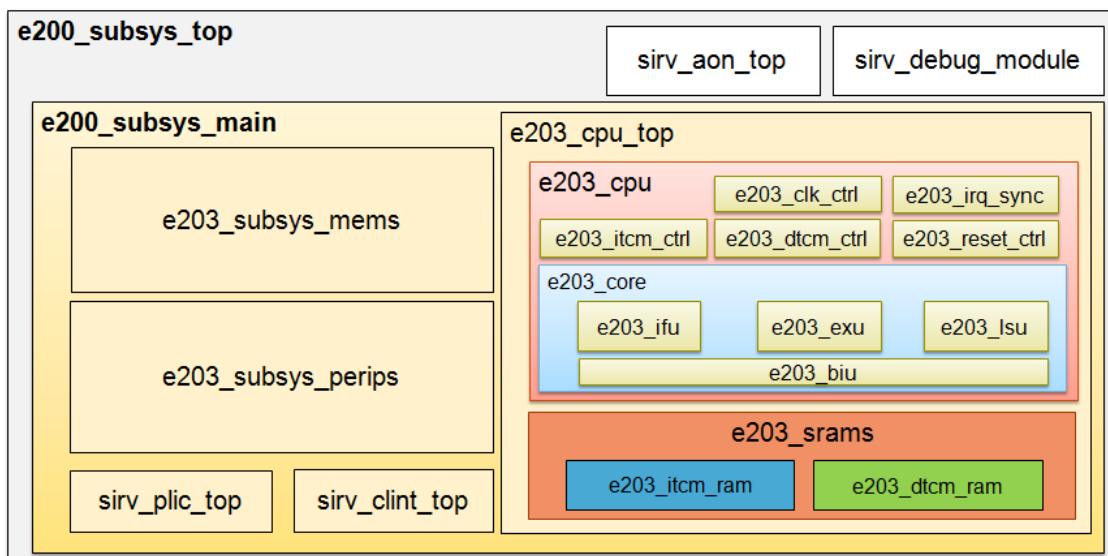 e200_subsys_top
sirv_aon_top
sirv_debug_module
e200_subsys_main
e203_cpu_top
e203_subsys_mems
e203_cpu
e203_clk_ctrl
e203_irq_sync
e203_itcm_ctrl
e203_dtcm_ctrl
e203_reset_ctrl
e203_core
e203_ifu
e203_exu
e203_lsu
e203_biu
e203_subsys_perips
e203_srams
e203_itcm_ram
e203_dtcm_ram
sirv_plic_top
sirv_clint_top